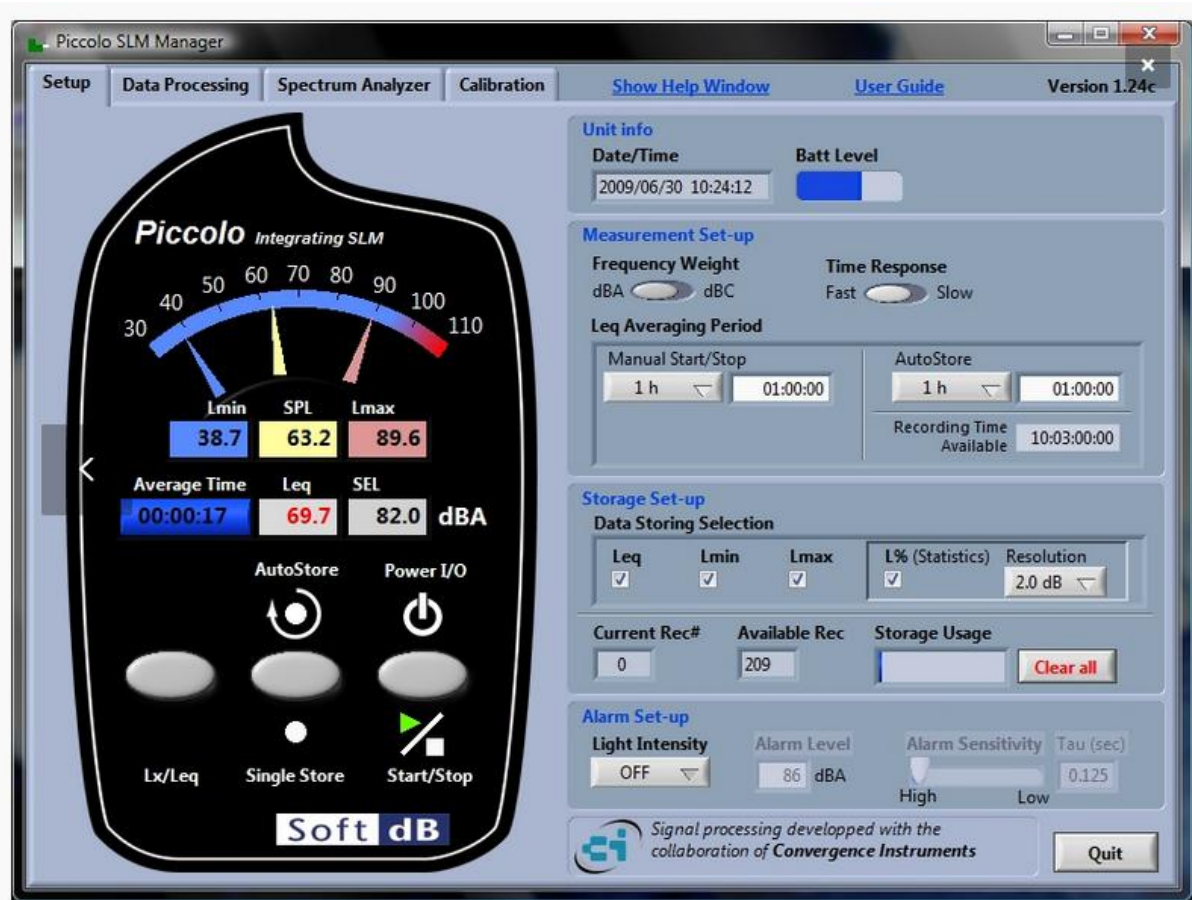 Piccolo SLM Manager
Setup Data Processing Spectrum Analyzer Calibration Show Help Window User Guide Version 1.24c
Piccolo Integrating SLM
30 40 50 60 70 80 90 100 110
Lmin SPL Lmax
38.7 63.2 89.6
Average Time Leq SEL
00:00:17 69.7 82.0 dBA
AutoStore Power I/O
Lx/Leq Single Store Start/Stop
Soft dB
Unit info
Date/Time Batt Level
2009/06/30 10:24:12
Measurement Set-up
Frequency Weight Time Response
dBA dBC Fast Slow
Leq Averaging Period
Manual Start/Stop AutoStore
1 h 01:00:00 1 h 01:00:00
Recording Time
Available 10:03:00:00
Storage Set-up
Data Storing Selection
Leq Lmin Lmax L% (Statistics) Resolution
2.0 dB
Current Rec# Available Rec Storage Usage
0 209 Clear all
Alarm Set-up
Light Intensity Alarm Level Alarm Sensitivity Tau (sec)
OFF 86 dBA 0.125
High Low
Signal processing developped with the
collaboration of Convergence Instruments
Quit